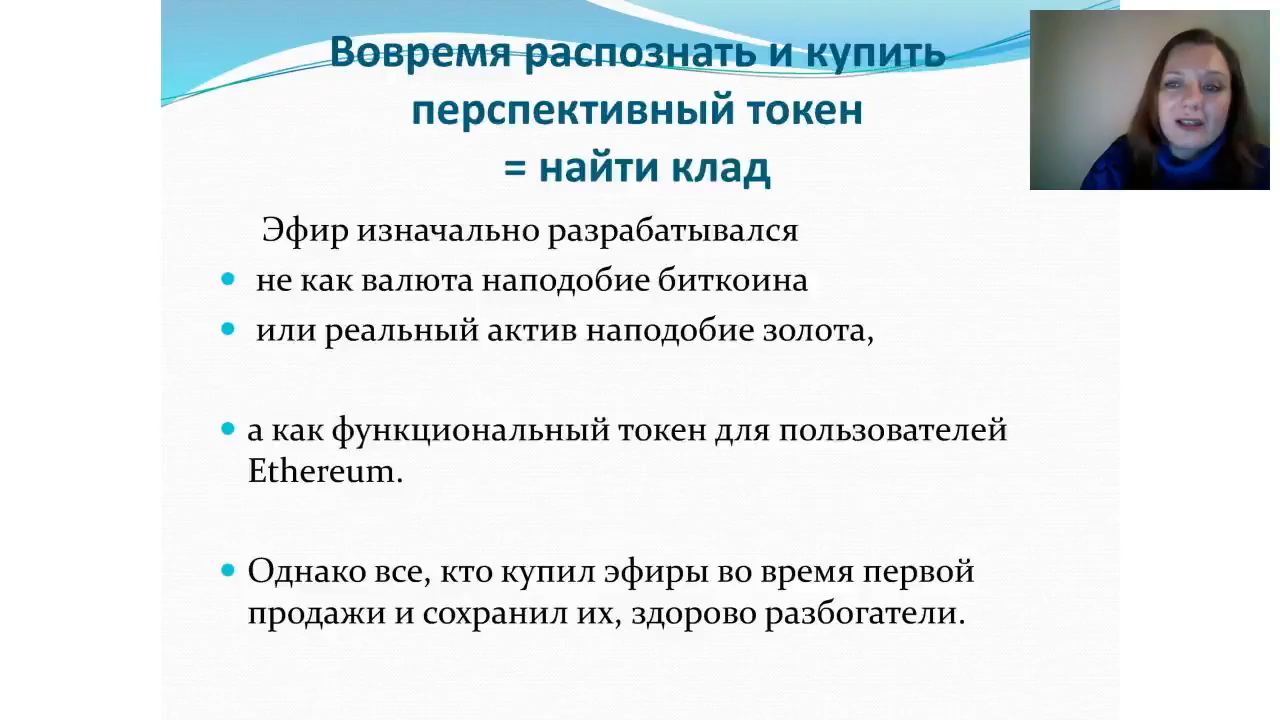 Вовремя распознать и купить
перспективный токен
= найти клад
Эфир изначально разрабатывался
не как валюта наподобие биткоина
или реальный актив наподобие золота,
а как функциональный токен для пользователей
Ethereum.
Однако все, кто купил эфиры во время первой
продажи и сохранил их, здорово разбогатели.